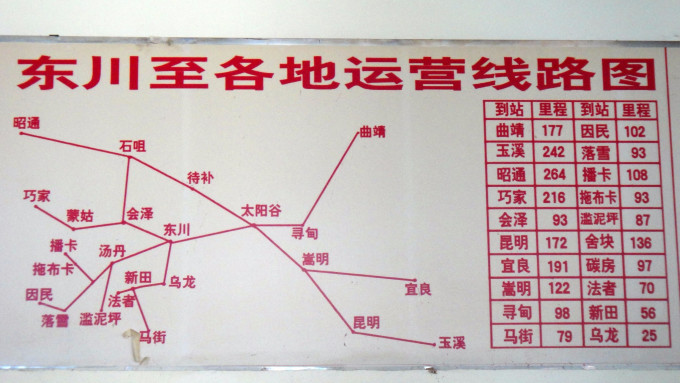 东川至各地运营线路图
昭通
石咀
曲靖
待补
巧家
蒙姑
会泽
太阳谷
寻甸
东川
播卡
汤丹
拖布卡
新田
乌龙
嵩明
宜良
因民
法者
落雪
滥泥坪
马街
昆明
玉溪
到站 里程 到站 里程
曲靖 177 因民 102
玉溪 242 落雪 93
昭通 264 播卡 108
巧家 216 拖布卡 93
会泽 93 滥泥坪 87
昆明 172 舍块 136
宜良 191 碳房 97
嵩明 122 法者 70
寻甸 98 新田 56
马街 79 乌龙 25